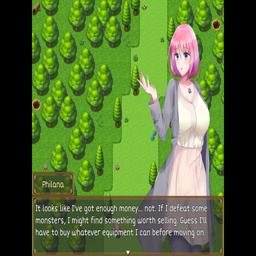 Philana
It looks like I've got enough money... not. If I defeat some
monsters, I might find something worth selling. Guess I'll
have to buy whatever equipment I can before moving on.